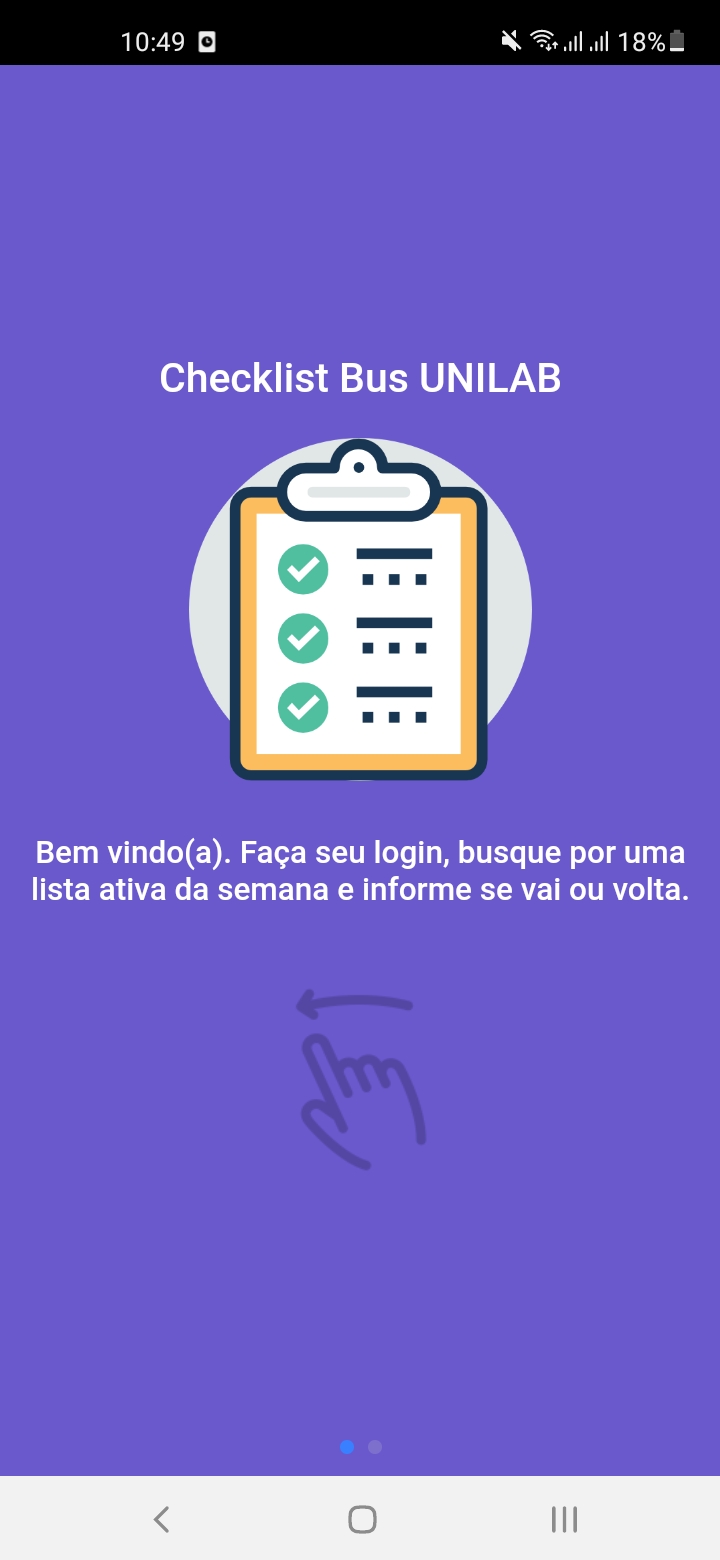 10:49
18%
Checklist Bus UNILAB
Bem vindo(a). Faça seu login, busque por uma
lista ativa da semana e informe se vai ou volta.